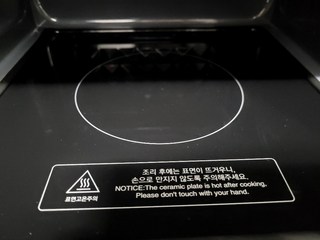 조리 후에는 표면이 뜨거우니,
손으로 만지지 않도록 주의해주세요.
NOTICE:The ceramic plate is hot after cooking,
Please don't touch with your hand.
표면고온주의